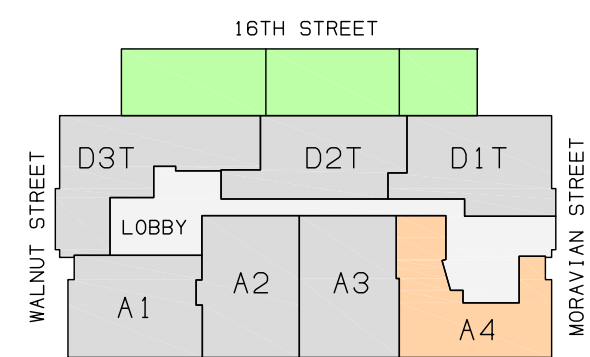 16TH STREET
WALNUT STREET
MORAVIAN STREET
D3T
D2T
D1T
LOBBY
A1
A2
A3
A4